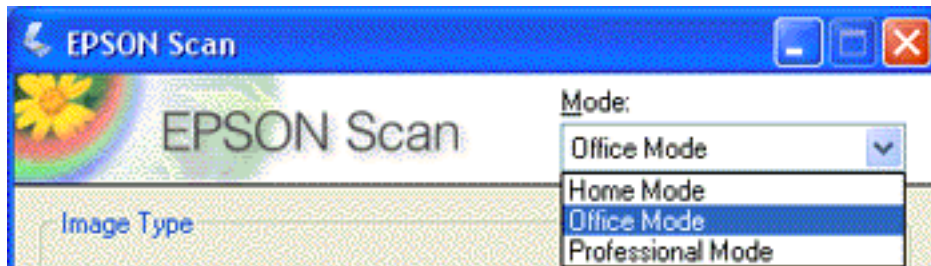 EPSON Scan
EPSON Scan
Mode:
Office Mode
Home Mode
Office Mode
Professional Mode
Image Type